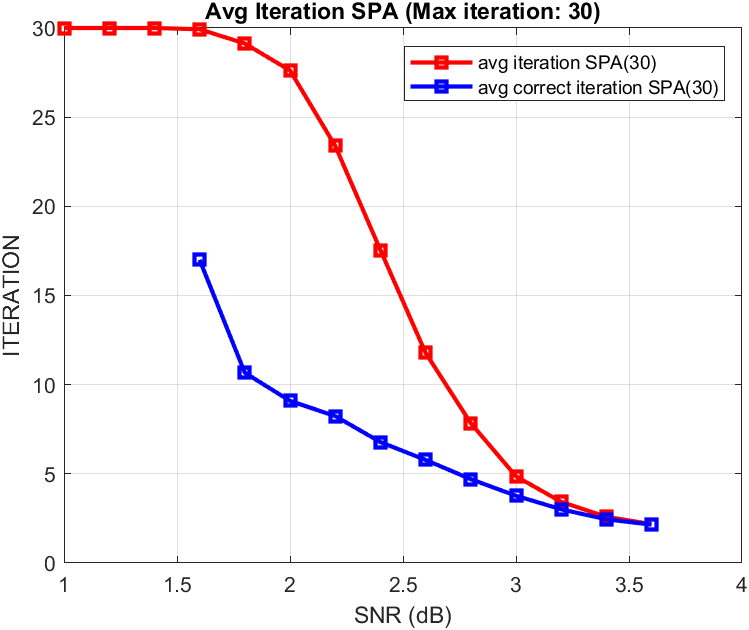 Avg Iteration SPA (Max iteration: 30)
avg iteration SPA(30)
avg correct iteration SPA(30)
30
25
20
15
10
5
0
ITERATION
1
1.5
2
2.5
3
3.5
4
SNR (dB)